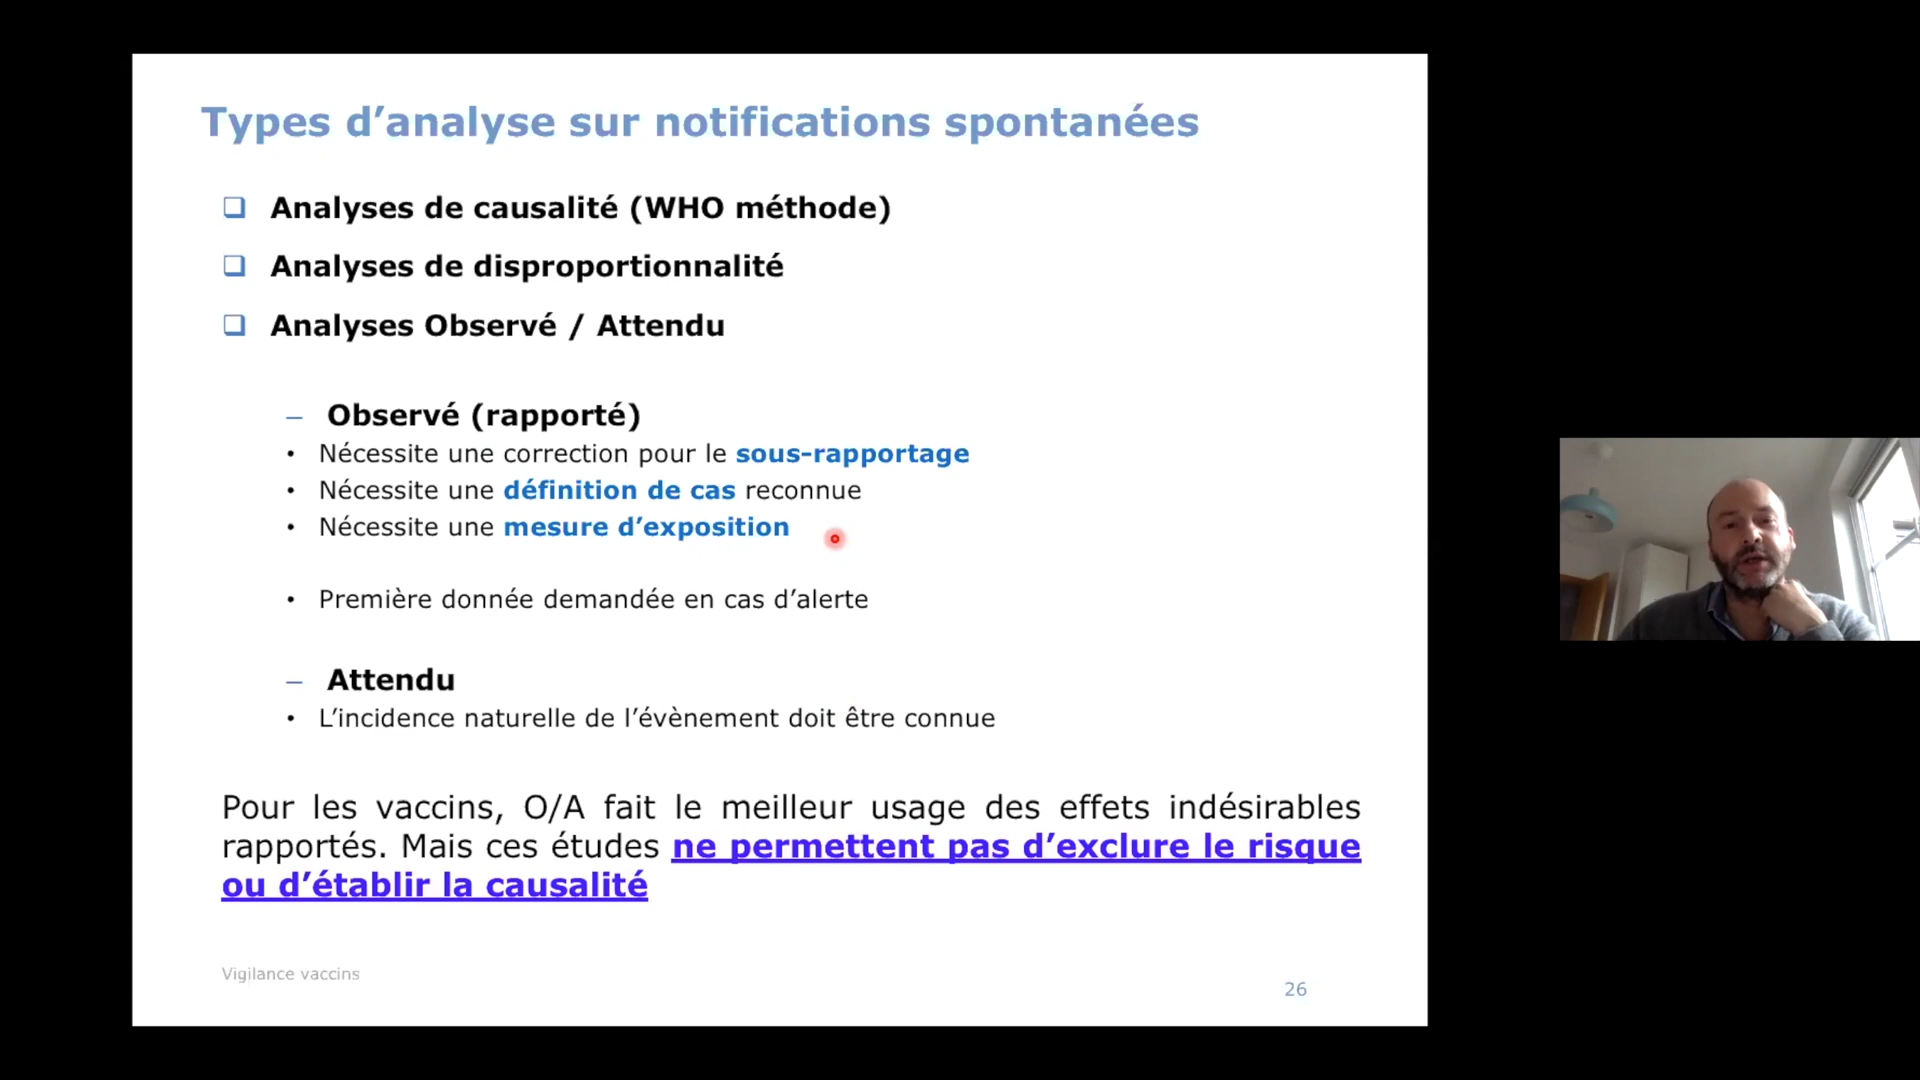 Types d’analyse sur notifications spontanées
❑ Analyses de causalité (WHO méthode)
❑ Analyses de disproportionnalité
❑ Analyses Observé / Attendu
– Observé (rapporté)
• Nécessite une correction pour le sous-rapportage
• Nécessite une définition de cas reconnue
• Nécessite une mesure d’exposition
• Première donnée demandée en cas d’alerte
– Attendu
• L’incidence naturelle de l’évènement doit être connue
Pour les vaccins, O/A fait le meilleur usage des effets indésirables
rapportés. Mais ces études ne permettent pas d’exclure le risque
ou d’établir la causalité
Vigilance vaccins
26